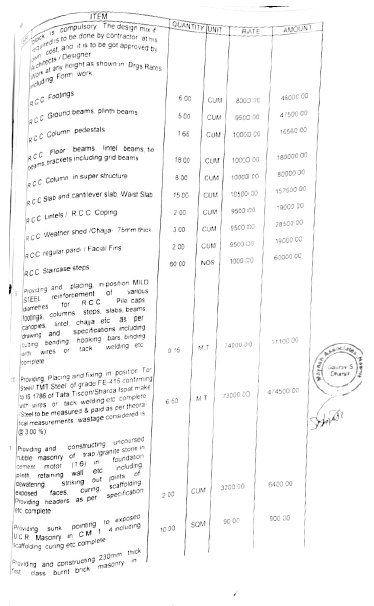 ITEM QUANTITY UNIT RATE AMOUNT
is compulsory. The design mix if
required is to be done by contractor at his
own cost, and it is to be got approved by
Architects / Designer
Work at any height as shown in Drgs Rates
including Form work
R.C.C. Footings 6.00 CUM 8000.00 48000.00
R.C.C. Ground beams, plinth beams 5.00 CUM 9500.00 47500.00
R.C.C. Column pedestals 1.66 CUM 10000.00 16560.00
R.C.C. Floor beams lintel beams, to
beams, brackets including grid beams 18.00 CUM 10000.00 180000.00
R.C.C. Column in super structure 8.00 CUM 10000.00 80000.00
R.C.C. Slab and cantilever slab, Waist Slab 15.00 CUM 10500.00 157500.00
R.C.C. Lintels / R.C.C. Coping 2.00 CUM 9500.00 19000.00
R.C.C. Weather shed /Chajja- 75mm thick 3.00 CUM 9500.00 28500.00
R.C.C. regular pardi / Facial Fins 2.00 CUM 9500.00 19000.00
R.C.C. Staircase steps 60.00 NOS 1000.00 60000.00
Providing and placing, in position MILD
STEEL reinforcement of various
diametres for R.C.C. Pile caps,
footings, columns, steps, slabs, beams
canopies, lintel, chajja etc. as per
drawing and specifications including
cutting, bending, hooking bars, binding
with wires or tack welding etc.
complete 0.15 M.T. 17100.00
Providing, Placing and fixing in position Tor
Steel/ TMT Steel of grade FE-415 confirming
to IS 1786 of Tata Tiscon/Sharda Ispat make
with wires or tack welding etc. complete
(Steel to be measured & paid as per theoria
tical measurements, wastage considered is
@ 3.00 %) 6.50 M.T. 73000.00 474500.00
Providing and constructing uncoursed
rubble masonry of trap /granite stone in
cement motor (1:6) in foundation
plinth, retaining wall etc including
dewatering striking out joints of
exposed faces, curing, scaffolding
Providing headers as per specification
etc complete 2.00 CUM 3200.00 6400.00
Providing sunk pointing to exposed
U.C.R. Masonry in C.M 1: 4 including
scaffolding, curing etc complete 10.00 SQM 90.00 900.00
Providing and constructing 230mm thick
first class burnt brick masonry in